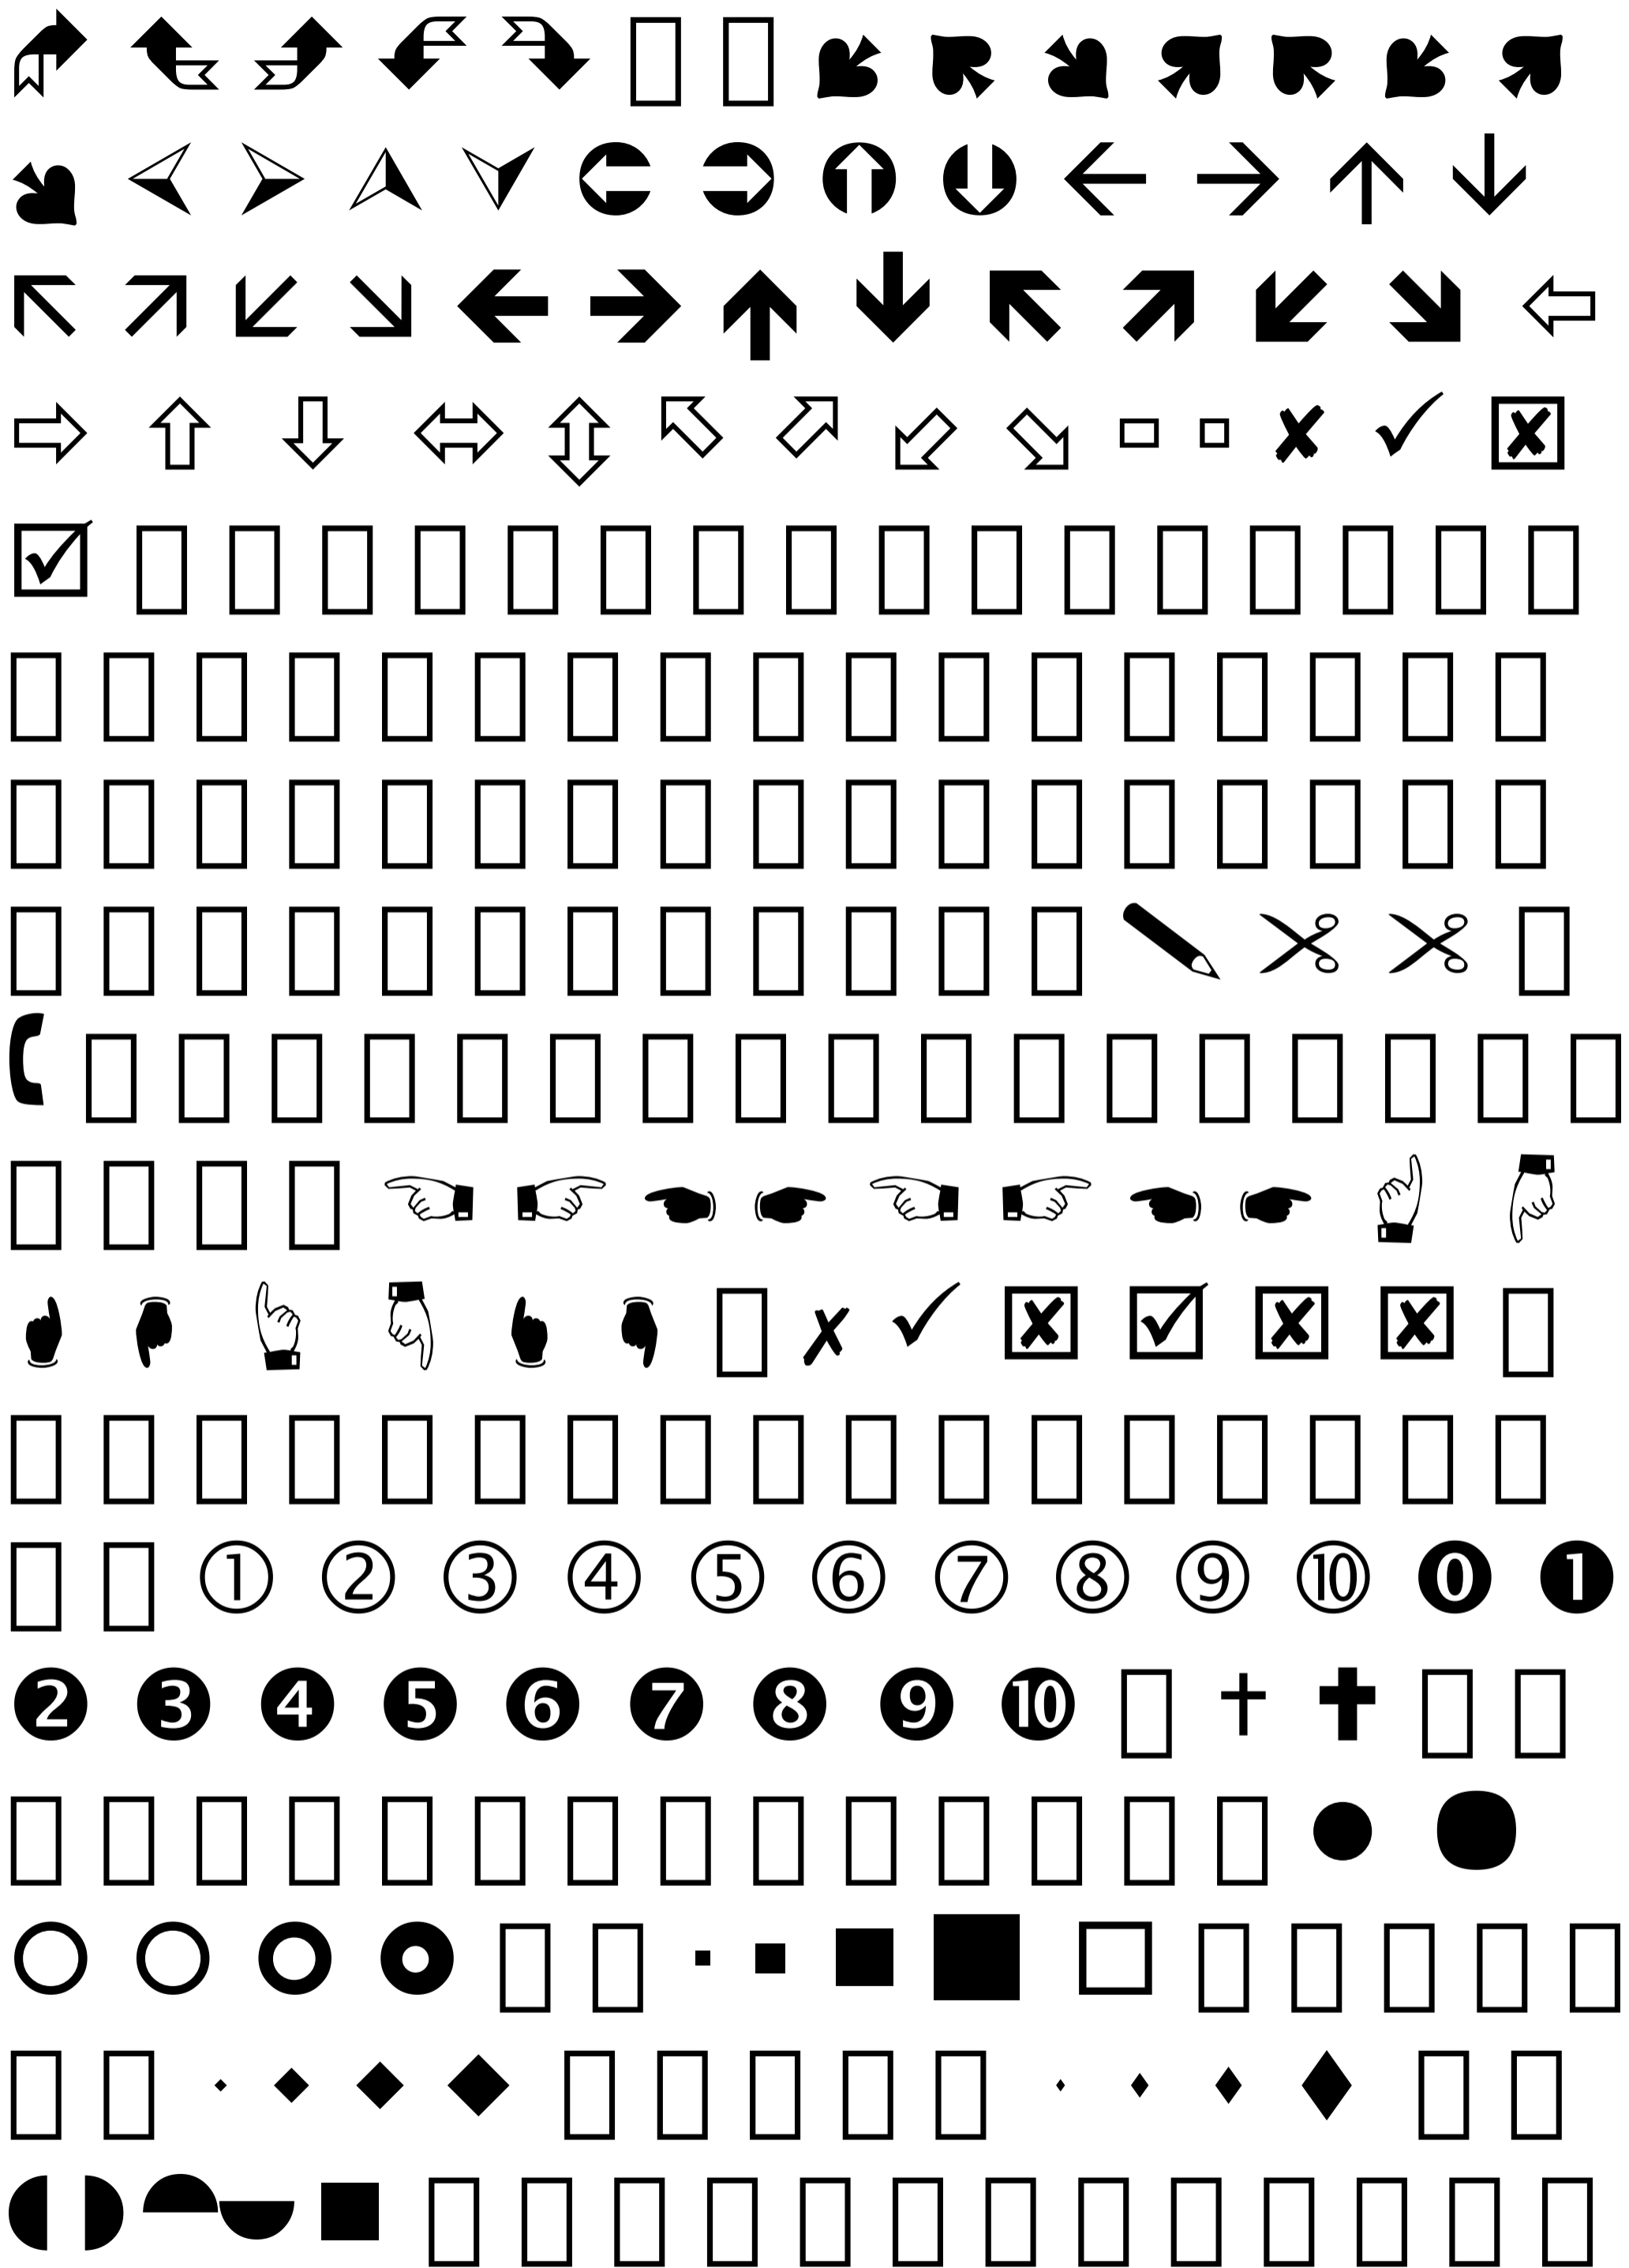 ① ② ③ ④ ⑤ ⑥ ⑦ ⑧ ⑨ ⑩ ⓿ ❶
❷ ❸ ❹ ❺ ❻ ❼ ❽ ❾ ❿